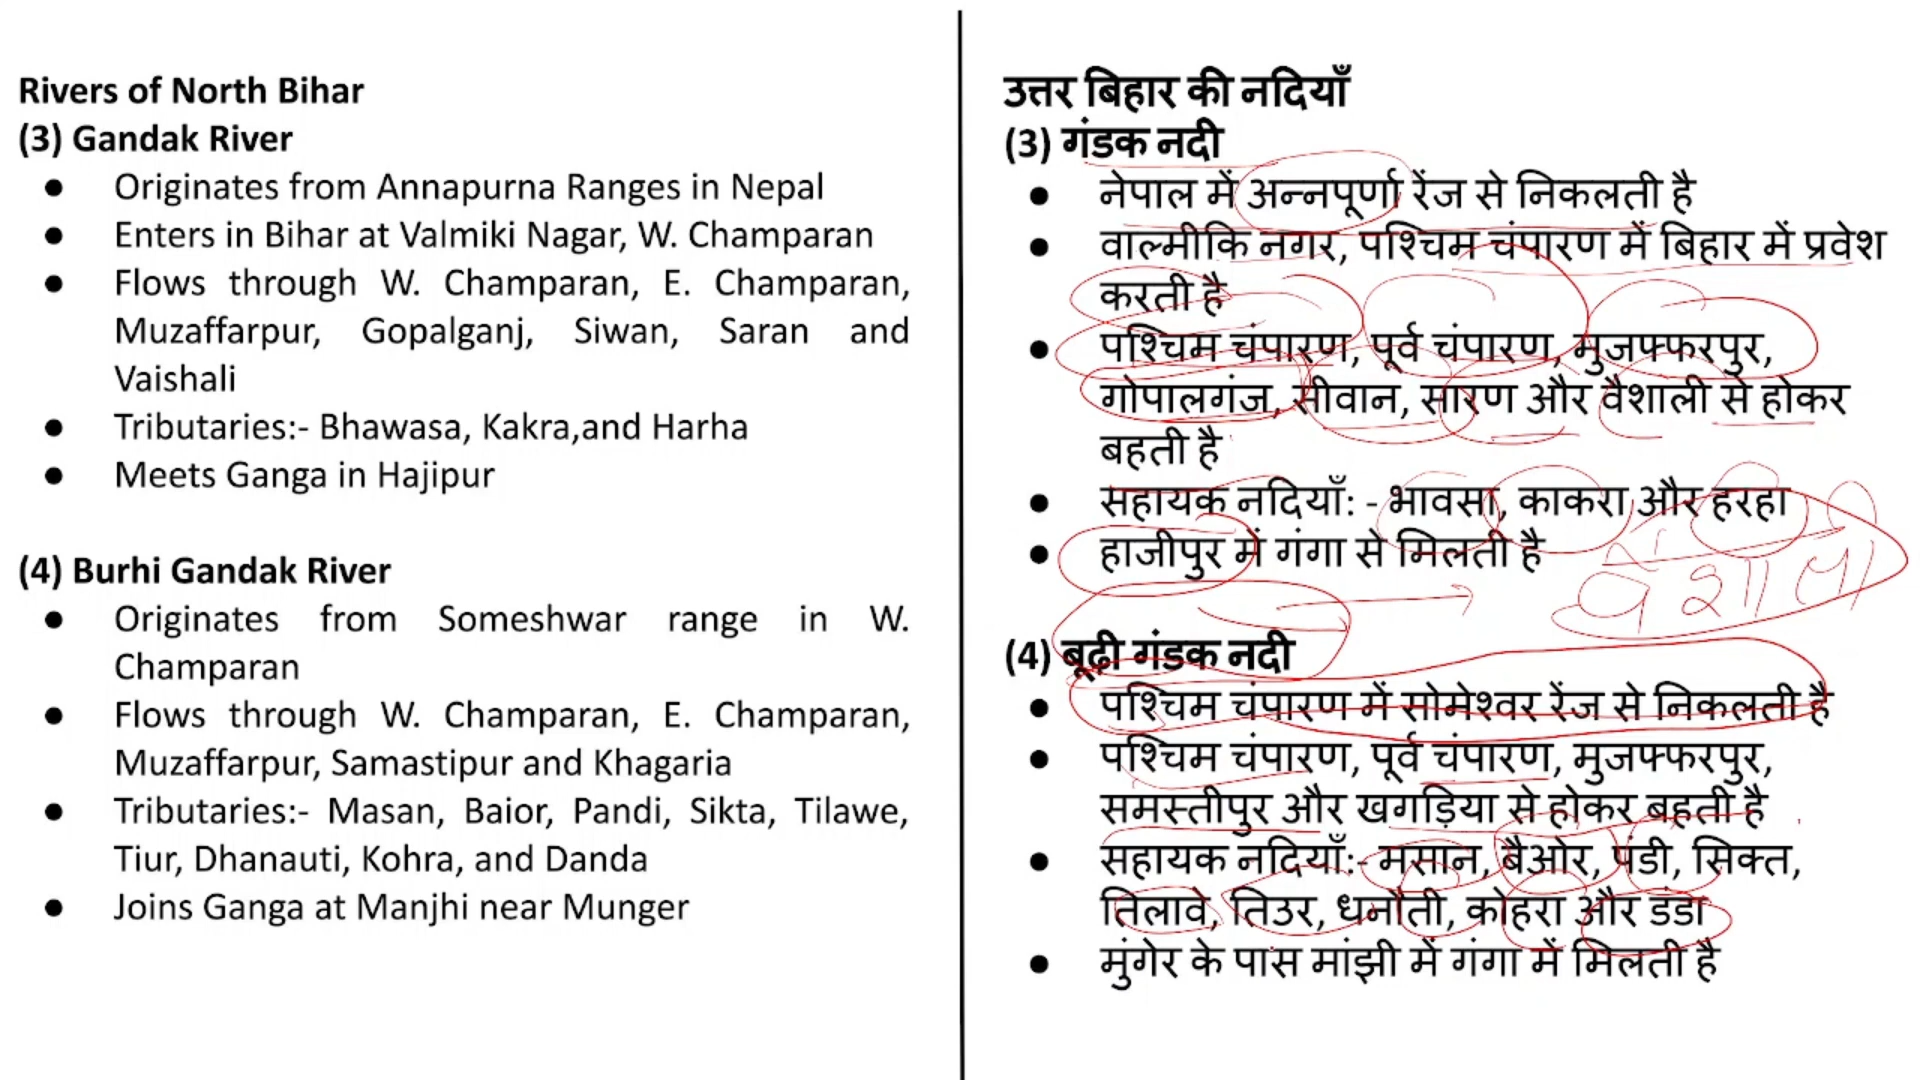 Rivers of North Bihar
(3) Gandak River
● Originates from Annapurna Ranges in Nepal
● Enters in Bihar at Valmiki Nagar, W. Champaran
● Flows through W. Champaran, E. Champaran,
Muzaffarpur, Gopalganj, Siwan, Saran and
Vaishali
● Tributaries:- Bhawasa, Kakra,and Harha
● Meets Ganga in Hajipur
(4) Burhi Gandak River
● Originates from Someshwar range in W.
Champaran
● Flows through W. Champaran, E. Champaran,
Muzaffarpur, Samastipur and Khagaria
● Tributaries:- Masan, Baior, Pandi, Sikta, Tilawe,
Tiur, Dhanauti, Kohra, and Danda
● Joins Ganga at Manjhi near Munger
उत्तर बिहार की नदियाँ
(3) गंडक नदी
● नेपाल में अन्नपूर्णा रेंज से निकलती है
● वाल्मीकि नगर, पश्चिम चंपारण में बिहार में प्रवेश
करती है
● पश्चिम चंपारण, पूर्व चंपारण, मुजफ्फरपुर,
गोपालगंज, सीवान, सारण और वैशाली से होकर
बहती है
● सहायक नदियाँ: - भावसा, काकरा और हरहा
● हाजीपुर में गंगा से मिलती है
वैशाली
(4) बूढ़ी गंडक नदी
● पश्चिम चंपारण में सोमेश्वर रेंज से निकलती है
● पश्चिम चंपारण, पूर्व चंपारण, मुजफ्फरपुर,
समस्तीपुर और खगड़िया से होकर बहती है
● सहायक नदियाँ:- मसान, बैओर, पंडी, सिक्त,
तिलावे, तिउर, धनौती, कोहरा और डंडा
● मुंगेर के पास मांझी में गंगा में मिलती है